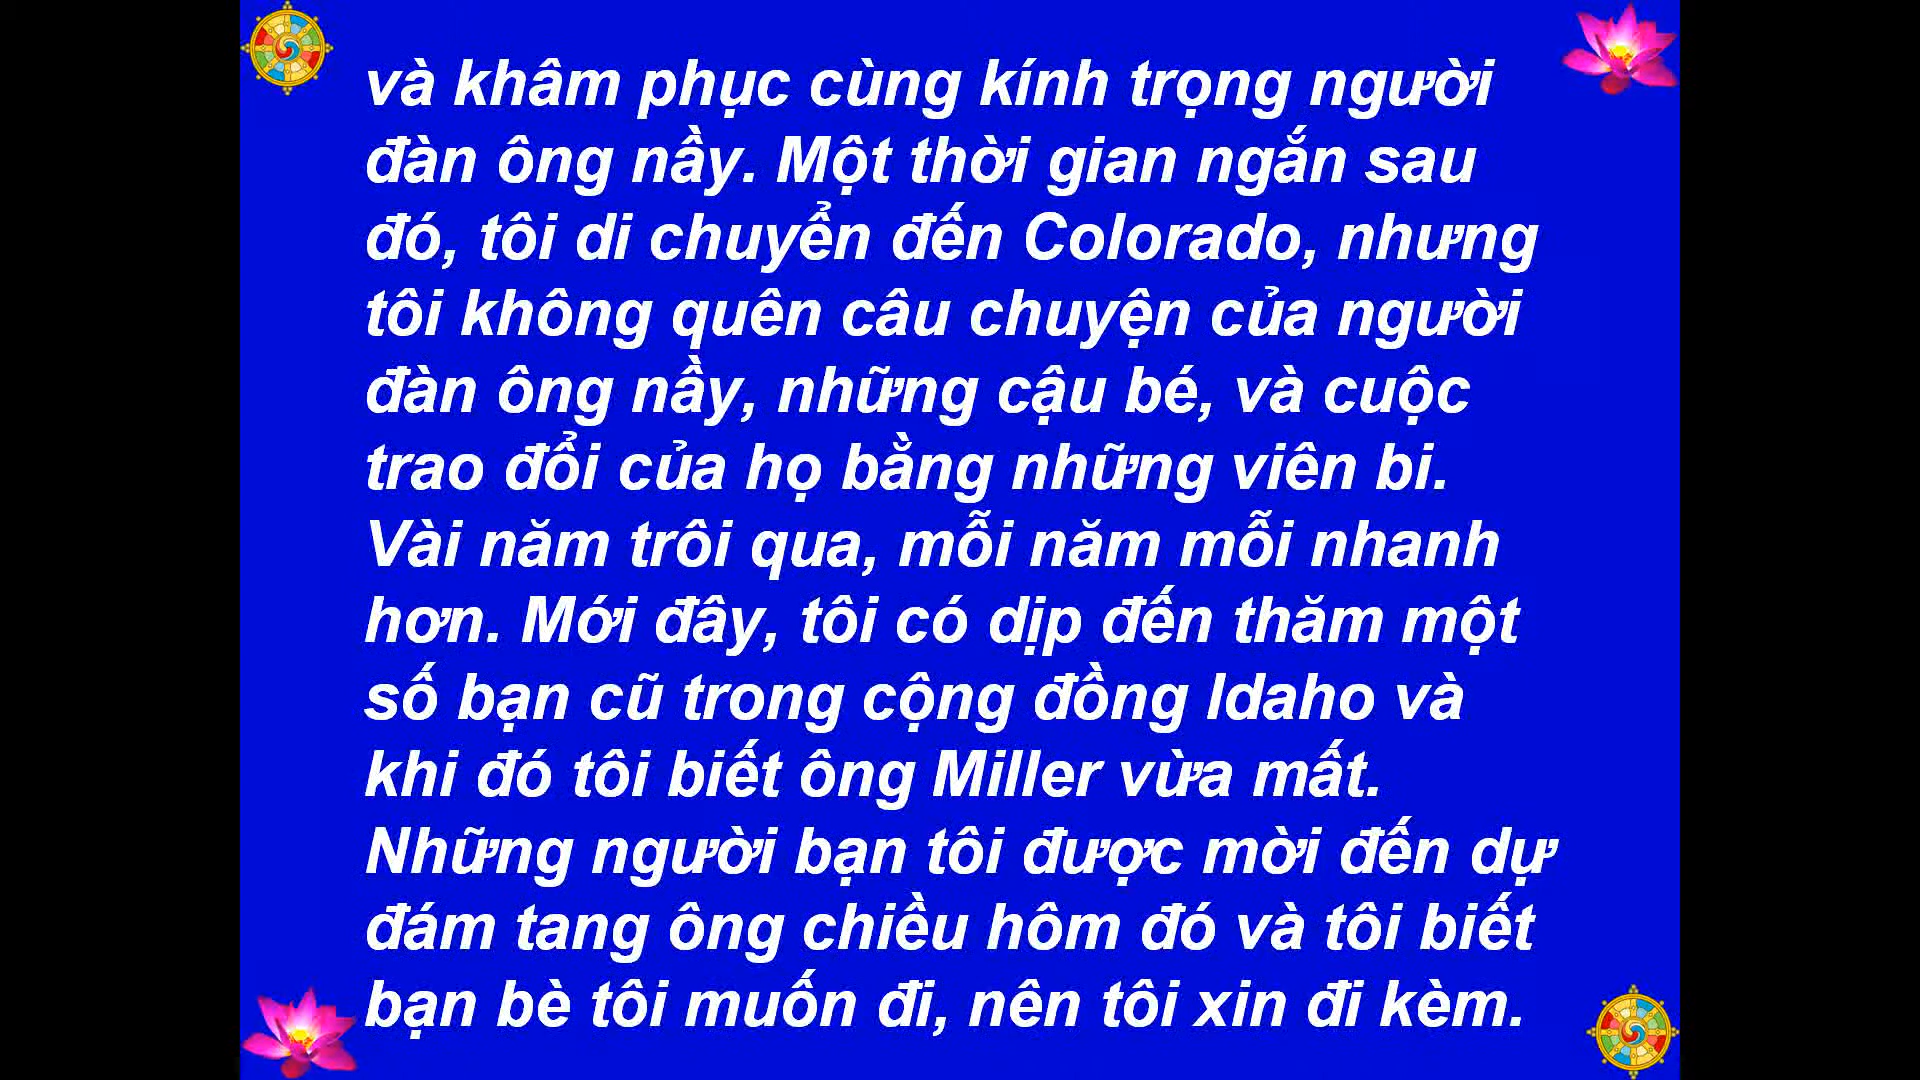 và khâm phục cùng kính trọng người
đàn ông nầy. Một thời gian ngắn sau
đó, tôi di chuyển đến Colorado, nhưng
tôi không quên câu chuyện của người
đàn ông nầy, những cậu bé, và cuộc
trao đổi của họ bằng những viên bi.
Vài năm trôi qua, mỗi năm mỗi nhanh
hơn. Mới đây, tôi có dịp đến thăm một
số bạn cũ trong cộng đồng Idaho và
khi đó tôi biết ông Miller vừa mất.
Những người bạn tôi được mời đến dự
đám tang ông chiều hôm đó và tôi biết
bạn bè tôi muốn đi, nên tôi xin đi kèm.